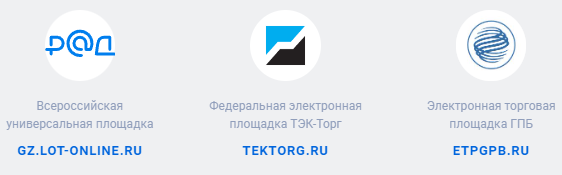 РАД
Всероссийская
универсальная площадка
GZ.LOT-ONLINE.RU
Федеральная электронная
площадка ТЭК-Торг
TEKTORG.RU
Электронная торговая
площадка ГПБ
ETPGPB.RU